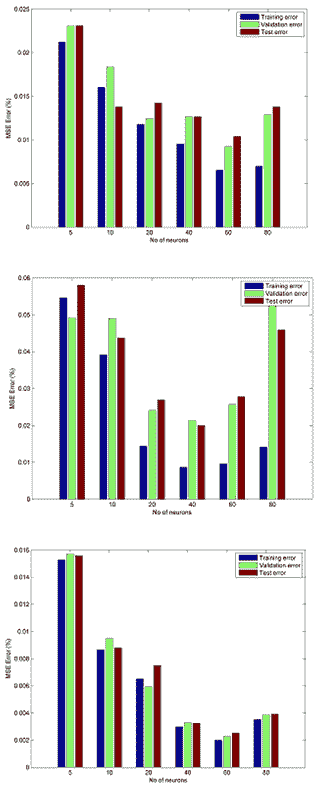 0.025
Training error
Validation error
Test error
0.02
0.015
MSE Error (%)
0.01
0.005
0
5 10 20 40 60 80
No of neurons
0.06
Training error
Validation error
Test error
0.05
0.04
MSE Error (%)
0.03
0.02
0.01
0
5 10 20 40 60 80
No of neurons
0.016
Training error
Validation error
Test error
0.014
0.012
0.01
MSE Error (%)
0.008
0.006
0.004
0.002
0
5 10 20 40 60 80
No of neurons